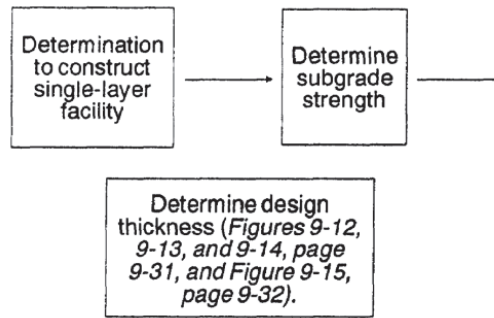 Determination
to construct
single-layer
facility
Determine
subgrade
strength
Determine design
thickness (Figures 9-12,
9-13, and 9-14, page
9-31, and Figure 9-15,
page 9-32).